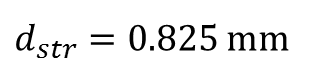 d_str = 0.825 mm